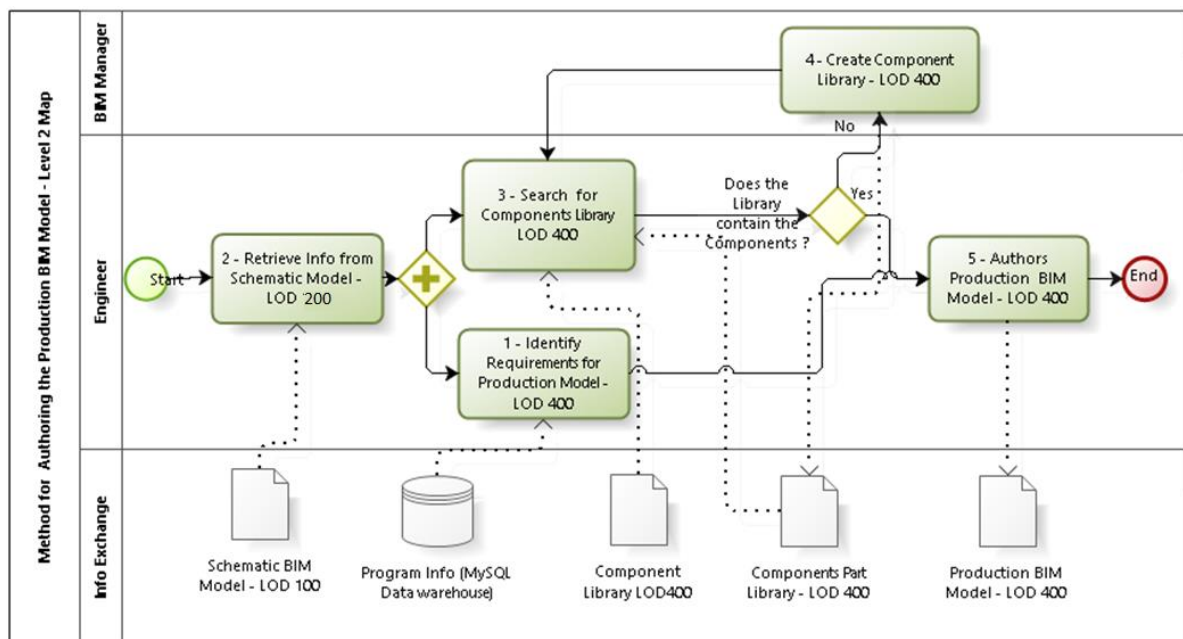 Method for Authoring the Production BIM Model - Level 2 Map
BIM Manager
4- Create Component
Library - LOD 400
No
Engineer
3 - Search for
Components Library
LOD 400
Does the
Library
contain the
Components ?
Yes
Start
2 - Retrieve Info from
Schematic Model -
LOD 200
5 - Authors
Production BIM
Model - LOD 400
End
1 - Identify
Requirements for
Production Model -
LOD 400
Info Exchange
Schematic BIM
Model - LOD 100
Program Info (MySQL
Data warehouse)
Component
Library LOD400
Components Part
Library - LOD 400
Production BIM
Model - LOD 400